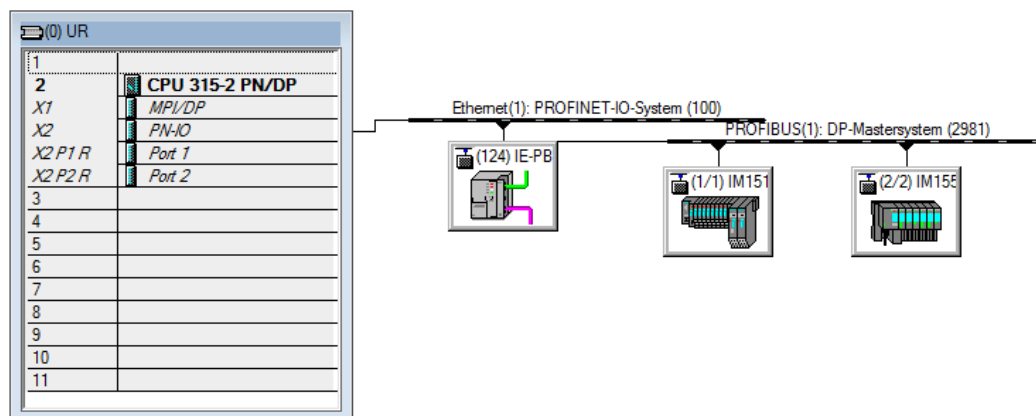 (0) UR
1
2 CPU 315-2 PN/DP
X1 MPI/DP
X2 PN-IO
X2 P1 R Port 1
X2 P2 R Port 2
3
4
5
6
7
8
9
10
11
Ethernet(1): PROFINET-IO-System (100)
PROFIBUS(1): DP-Mastersystem (2981)
(124) IE-PB
(1/1) IM151
(2/2) IM155